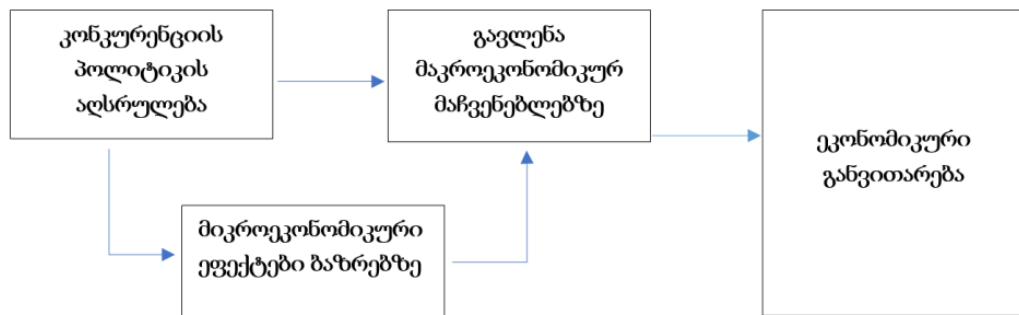 კონკურენციის
პოლიტიკის
აღსრულება
გავლენა
მაკროეკონომიკურ
მაჩვენებლებზე
მიკროეკონომიკური
ეფექტები ბაზრებზე
ეკონომიკური
განვითარება